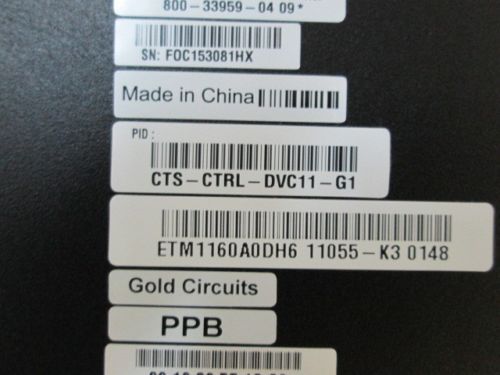 800-33959-04 09*
SN: FOC153081HX
Made in China
PID:
CTS-CTRL-DVC11-G1
ETM1160A0DH6 11055-K3 0148
Gold Circuits
PPB